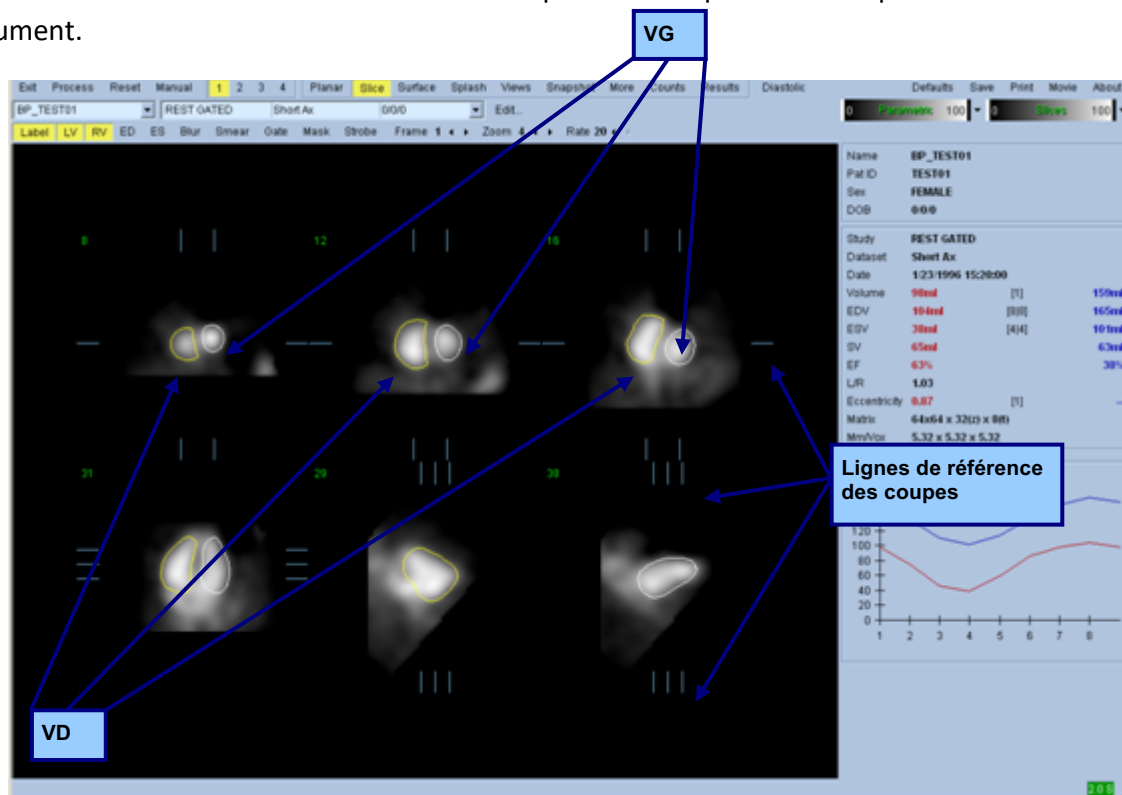 ument.
VG
Exit Process Reset Manual 1 2 3 4 Planar Slice Surface Splash Views Snapshot More Counts Results Diastolic Defaults Save Print Movie About
BP_TEST01 REST GATED Short Ax 0/0/0 Edit... 0 Parametric 100 0 Slices 100
Label LV RV ED ES Blur Smear Gate Mask Strobe Frame 1 Zoom 4 Rate 20
Name BP_TEST01
Pat ID TEST01
Sex FEMALE
DOB 0/0/0
8 12 16
Study REST GATED
Dataset Short Ax
Date 1/23/1996 15:20:00
Volume 98ml [1] 159ml
EDV 104ml [8|8] 165ml
ESV 38ml [4|4] 101ml
SV 65ml 63ml
EF 63% 38%
L/R 1.03
Eccentricity 0.87 [1]
Matrix 64x64 x 32(z) x 8(t)
Mm/Vox 5.32 x 5.32 x 5.32
Lignes de référence
des coupes
31 29 38
120
100
80
60
40
20
0
1 2 3 4 5 6 7 8
VD
208